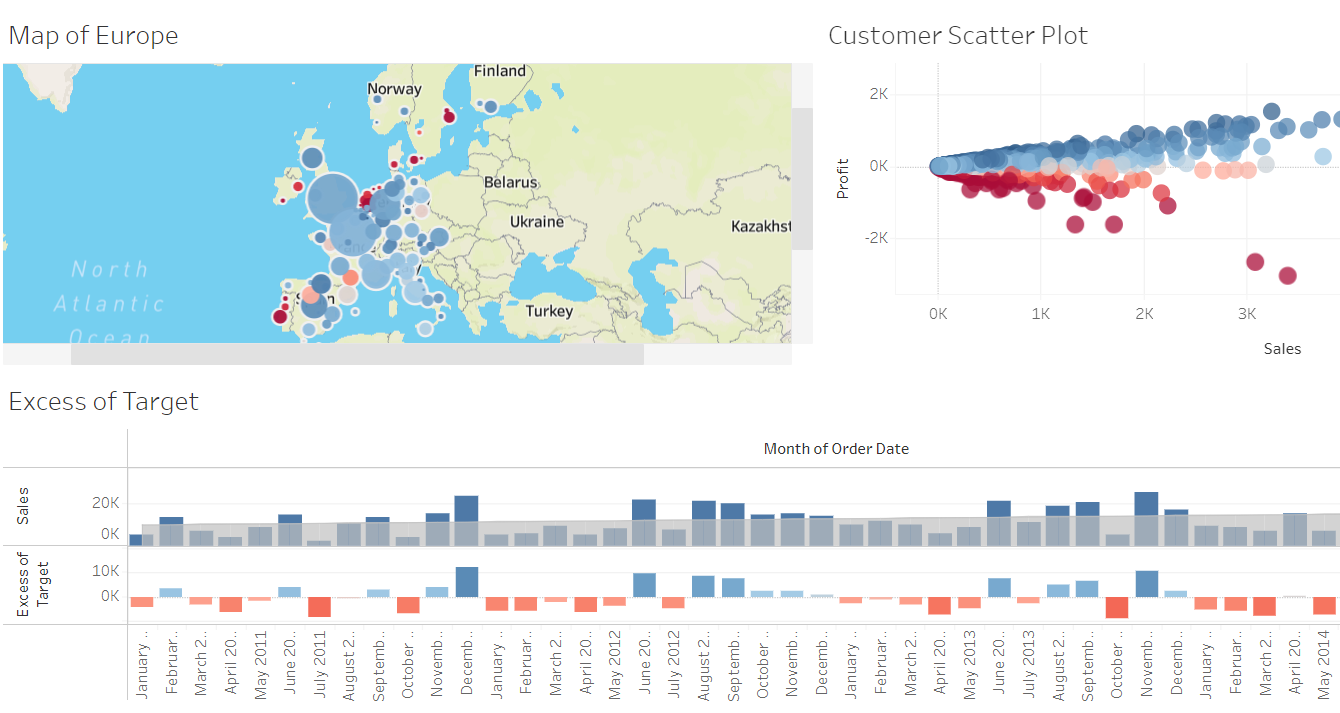 Map of Europe
Customer Scatter Plot
Finland
Norway
Belarus
Ukraine
Kazakhst
North
Atlantic
Ocean
Turkey
2K
0K
-2K
Profit
0K 1K 2K 3K
Sales
Excess of Target
Month of Order Date
Sales
20K
0K
Excess of
Target
10K
0K
January ..
Februar..
March 2..
April 20..
May 2011
June 20..
July 2011
August 2..
Septemb..
October ..
Novemb..
Decemb..
January ..
Februar..
March 2..
April 20..
May 2012
June 20..
July 2012
August 2..
Septemb..
October ..
Novemb..
Decemb..
January ..
Februar..
March 2..
April 20..
May 2013
June 20..
July 2013
August 2..
Septemb..
October ..
Novemb..
Decemb..
January ..
Februar..
March 2..
April 20..
May 2014